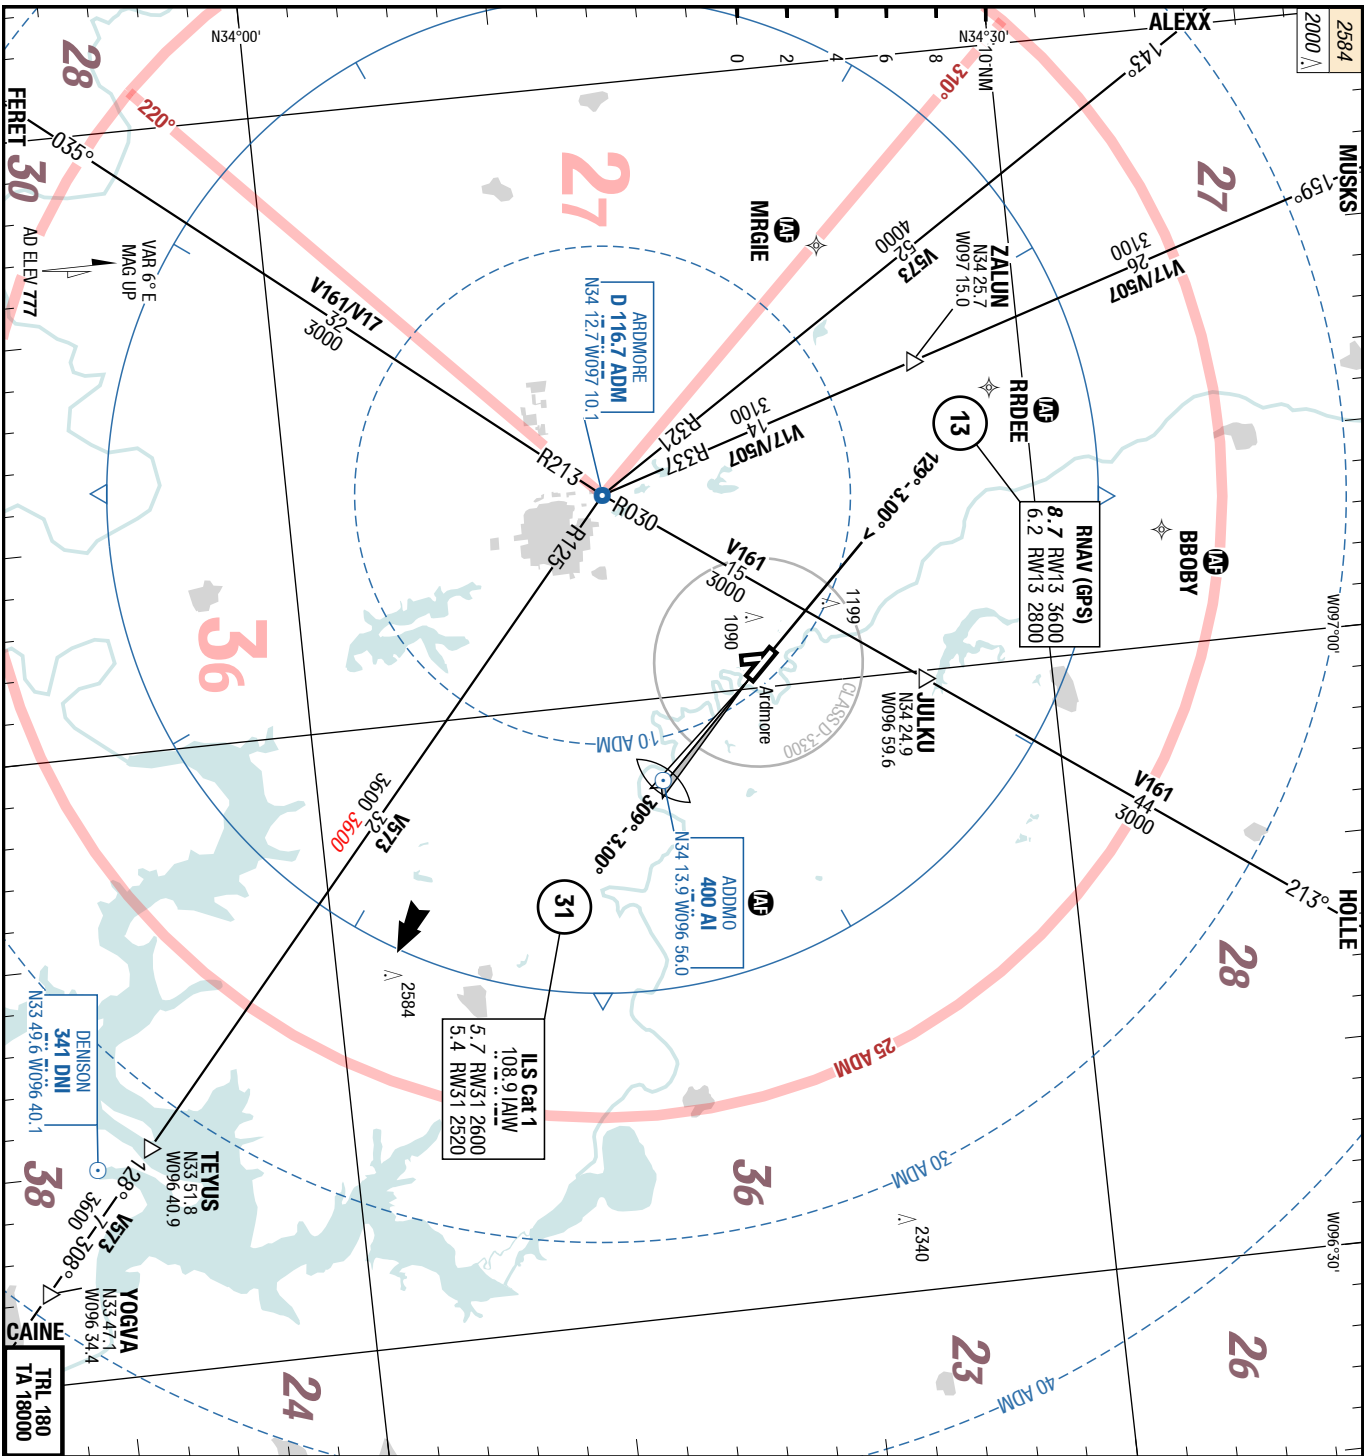 2584
2000
ALEXX
143°
MUSKS
159°
N34°30'
10 NM
8
6
4
2
0
N34°00'
28
27
310°
220°
FERET
035°
30
27
MRGIE
IAF
4000
52
V573
3100
26
V17/V507
ZALUN
N34 25.7
W097 15.0
RRDEE
IAF
AD ELEV 777
VAR 6° E
MAG UP
V161/V17
32
3000
ARDMORE
D 116.7 ADM
N34 12.7 W097 10.1
R321
R337
3100
14
V17/V507
13
129° - 3.00° >
RNAV (GPS)
8.7 RW13 3600
6.2 RW13 2800
BBOBY
IAF
R213
R030
R125
V161
15
3000
1199
1090
Ardmore
CLASS D-3300
JULKU
N34 24.9
W096 59.6
W097°00'
36
10 ADM
V161
44
3000
213°
HOLLE
3600
32
3600
V573
309° - 3.00°
ADDMO
400 AI
N34 13.9 W096 56.0
IAF
31
28
2584
ILS Cat 1
108.9 IAIW
5.7 RW31 2600
5.4 RW31 2520
25 ADM
DENISON
341 DNI
N33 49.6 W096 40.1
TEYUS
N33 51.8
W096 40.9
38
36
30 ADM
2340
W096°30'
128°
3600
7
V573
308°
YOGVA
N33 47.1
W096 34.4
CAINE
TRL 180
TA 18000
24
23
26
40 ADM